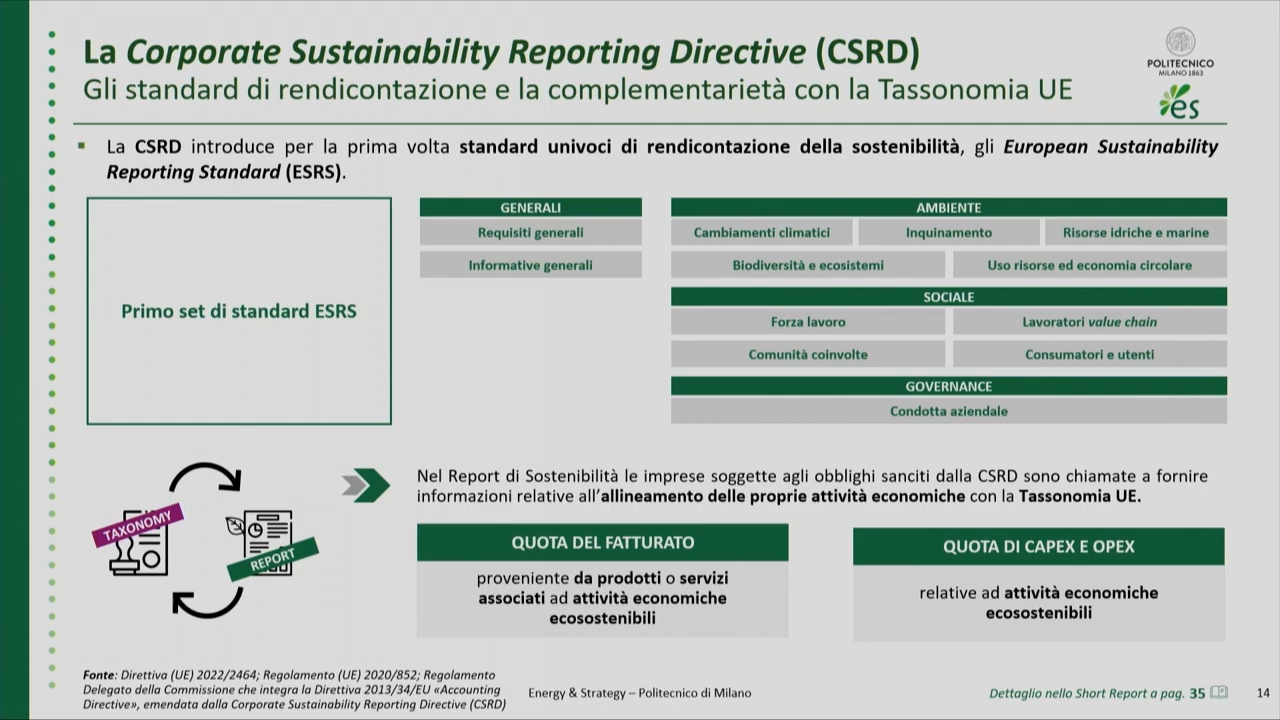 La Corporate Sustainability Reporting Directive (CSRD)
Gli standard di rendicontazione e la complementarietà con la Tassonomia UE
POLITECNICO
MILANO 1863
es
La CSRD introduce per la prima volta standard univoci di rendicontazione della sostenibilità, gli European Sustainability
Reporting Standard (ESRS).
Primo set di standard ESRS
GENERALI
Requisiti generali
Informative generali
AMBIENTE
Cambiamenti climatici
Inquinamento
Risorse idriche e marine
Biodiversità e ecosistemi
Uso risorse ed economia circolare
SOCIALE
Forza lavoro
Lavoratori value chain
Comunità coinvolte
Consumatori e utenti
GOVERNANCE
Condotta aziendale
TAXONOMY
REPORT
Nel Report di Sostenibilità le imprese soggette agli obblighi sanciti dalla CSRD sono chiamate a fornire
informazioni relative all'allineamento delle proprie attività economiche con la Tassonomia UE.
QUOTA DEL FATTURATO
proveniente da prodotti o servizi
associati ad attività economiche
ecosostenibili
QUOTA DI CAPEX E OPEX
relative ad attività economiche
ecosostenibili
Fonte: Direttiva (UE) 2022/2464; Regolamento (UE) 2020/852; Regolamento
Delegato della Commissione che integra la Direttiva 2013/34/EU «Accounting
Directive», emendata dalla Corporate Sustainability Reporting Directive (CSRD)
Energy & Strategy – Politecnico di Milano
Dettaglio nello Short Report a pag. 35
14